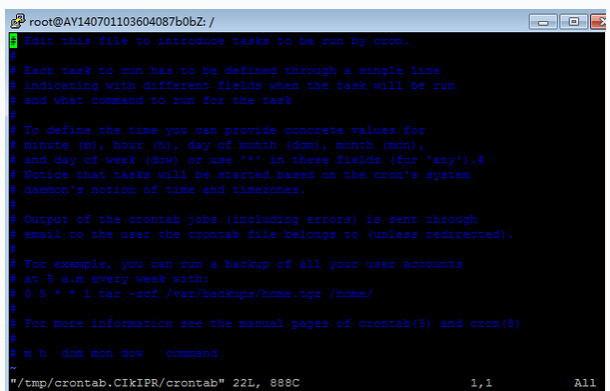 root@AY140701103604087b0bZ: /
# Edit this file to introduce tasks to be run by cron.
#
# Each task to run has to be defined through a single line
# indicating with different fields when the task will be run
# and what command to run for the task
#
# To define the time you can provide concrete values for
# minute (m), hour (h), day of month (dom), month (mon),
# and day of week (dow) or use '*' in these fields (for 'any').#
# Notice that tasks will be started based on the cron's system
# daemon's notion of time and timezones.
#
# Output of the crontab jobs (including errors) is sent through
# email to the user the crontab file belongs to (unless redirected).
#
# For example, you can run a backup of all your user accounts
# at 5 a.m every week with:
# 0 5 * * 1 tar -zcf /var/backups/home.tgz /home/
#
# For more information see the manual pages of crontab(5) and cron(8)
#
# m h  dom mon dow   command
~
"/tmp/crontab.CIkIPR/crontab" 22L, 888C 1,1 All